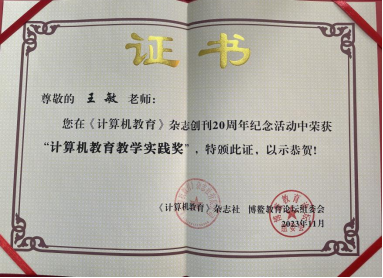 证书
尊敬的 王敏 老师：
您在《计算机教育》杂志创刊20周年纪念活动中荣获
“计算机教育教学实践奖”，特颁此证，以示恭贺！
《计算机教育》杂志社 博鳌教育论坛组委会
2023年11月